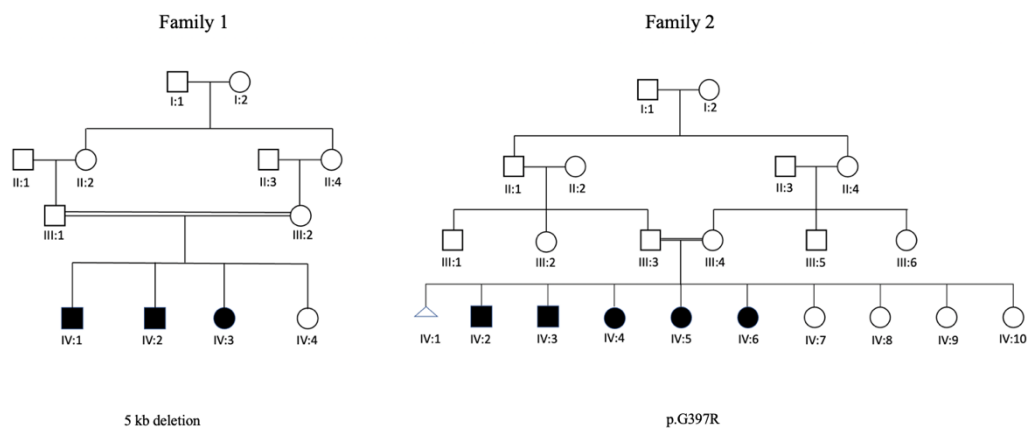 Family 1
Family 2
I:1 I:2
I:1 I:2
II:1 II:2 II:3 II:4
II:1 II:2 II:3 II:4
III:1 III:2
III:1 III:2 III:3 III:4 III:5 III:6
IV:1 IV:2 IV:3 IV:4
IV:1 IV:2 IV:3 IV:4 IV:5 IV:6 IV:7 IV:8 IV:9 IV:10
5 kb deletion
p.G397R